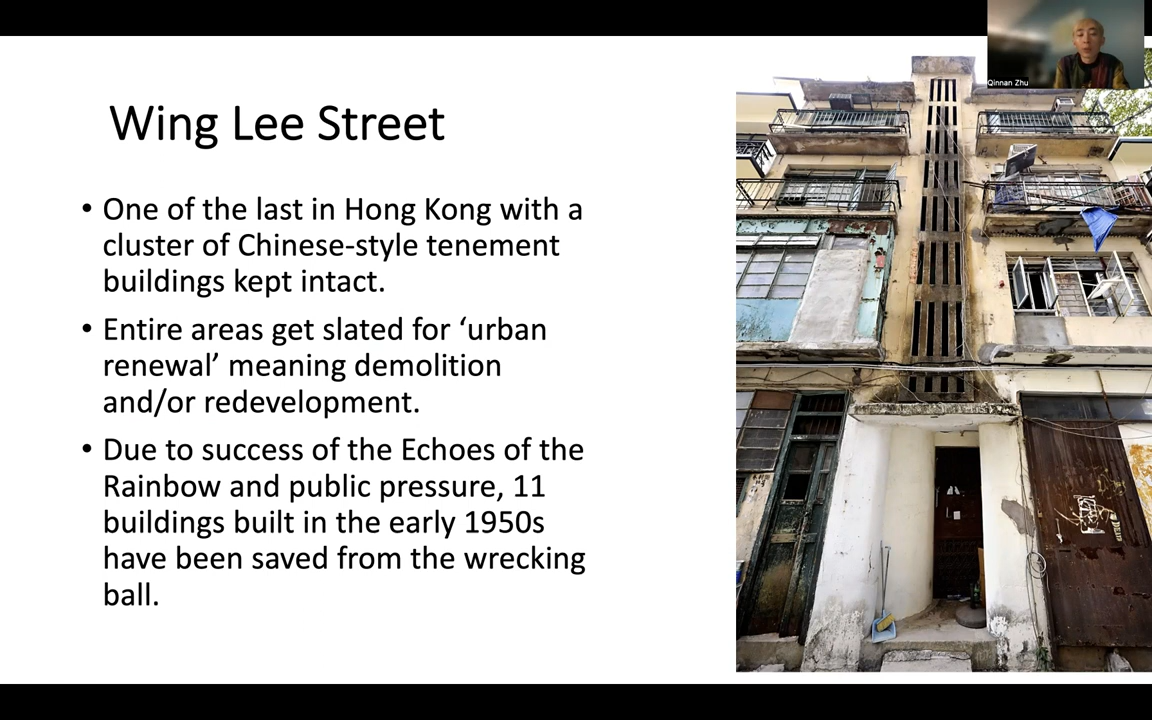 Qinnan Zhu
Wing Lee Street
• One of the last in Hong Kong with a
cluster of Chinese-style tenement
buildings kept intact.
• Entire areas get slated for ‘urban
renewal’ meaning demolition
and/or redevelopment.
• Due to success of the Echoes of the
Rainbow and public pressure, 11
buildings built in the early 1950s
have been saved from the wrecking
ball.